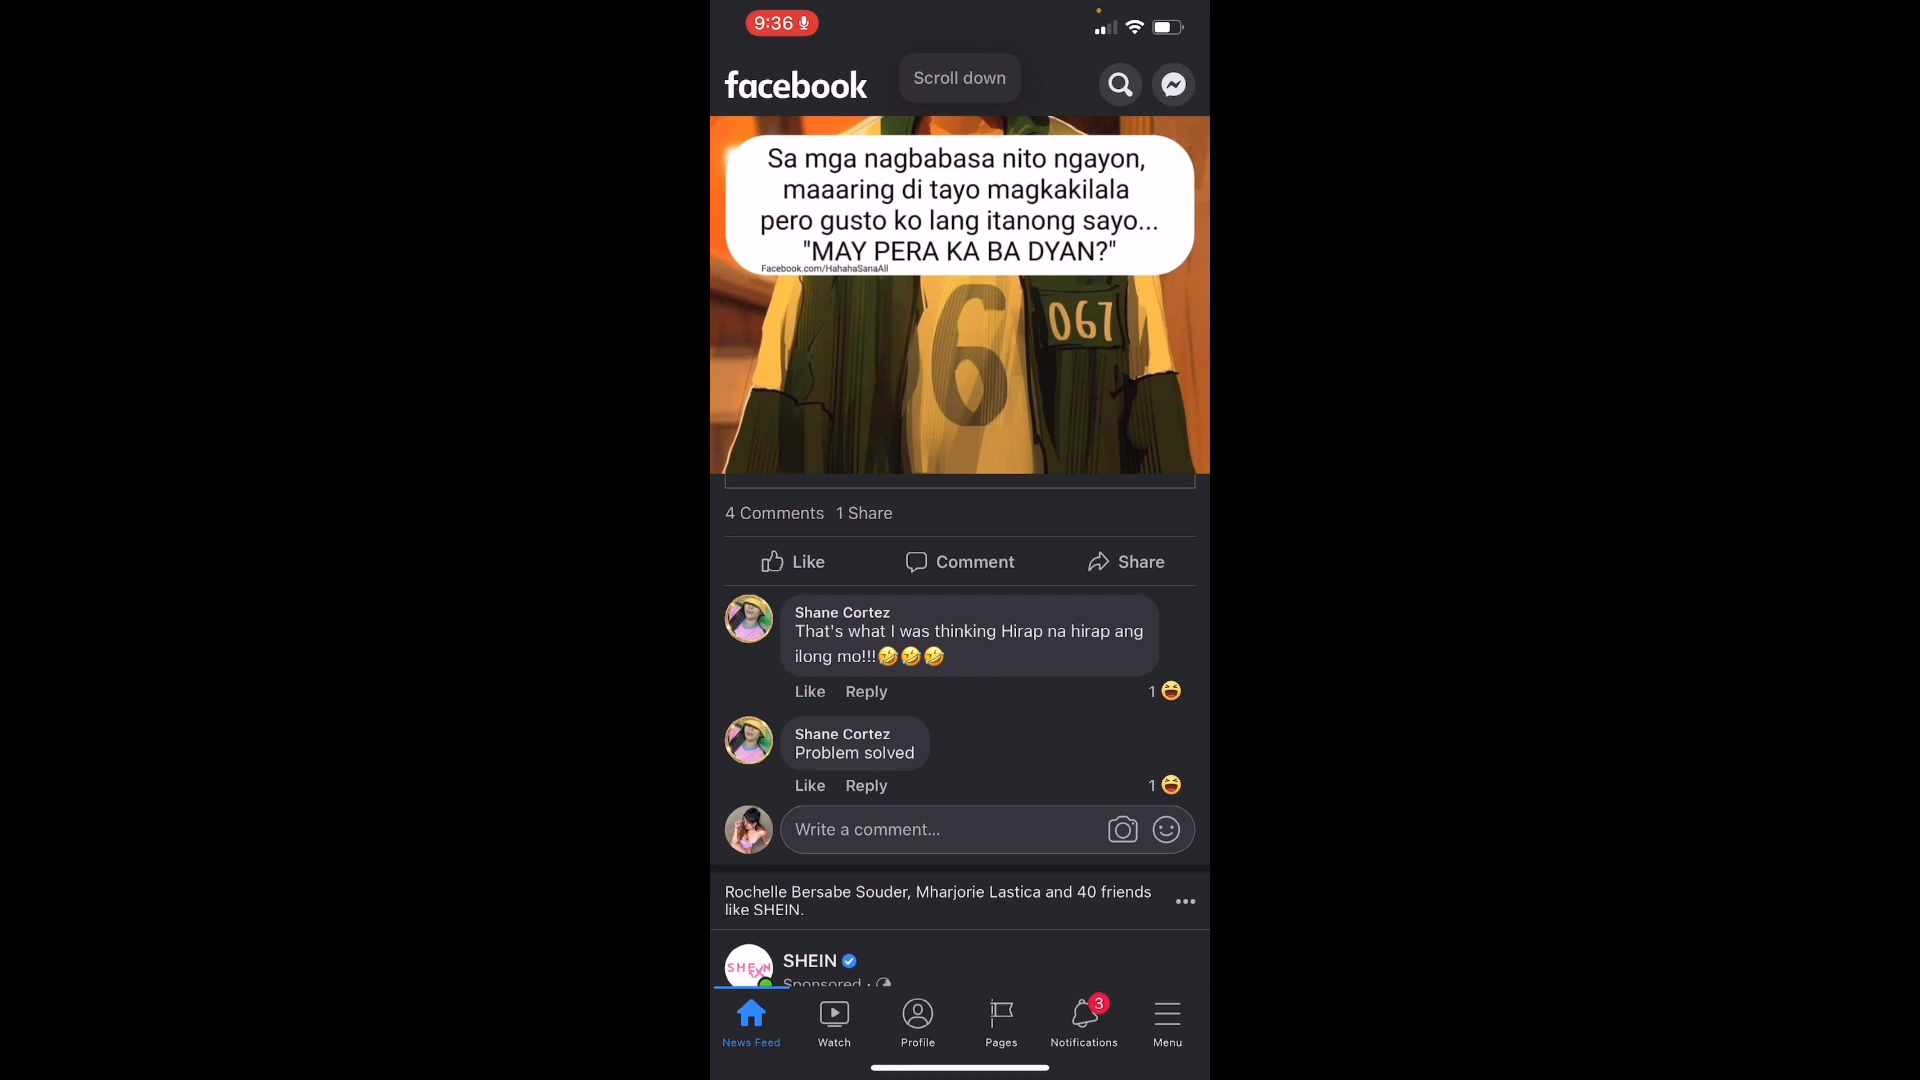 9:36
facebook
Scroll down
Sa mga nagbabasa nito ngayon,
maaaring di tayo magkakilala
pero gusto ko lang itanong sayo...
"MAY PERA KA BA DYAN?"
Facebook.com/HahahaSanaAll
6
067
4 Comments 1 Share
Like Comment Share
Shane Cortez
That's what I was thinking Hirap na hirap ang
ilong mo!!!🤣🤣🤣
Like Reply 1 😆
Shane Cortez
Problem solved
Like Reply 1 😆
Write a comment...
Rochelle Bersabe Souder, Mharjorie Lastica and 40 friends
like SHEIN.
SHEIN
SHEIN
Sponsored ·
3
News Feed Watch Profile Pages Notifications Menu